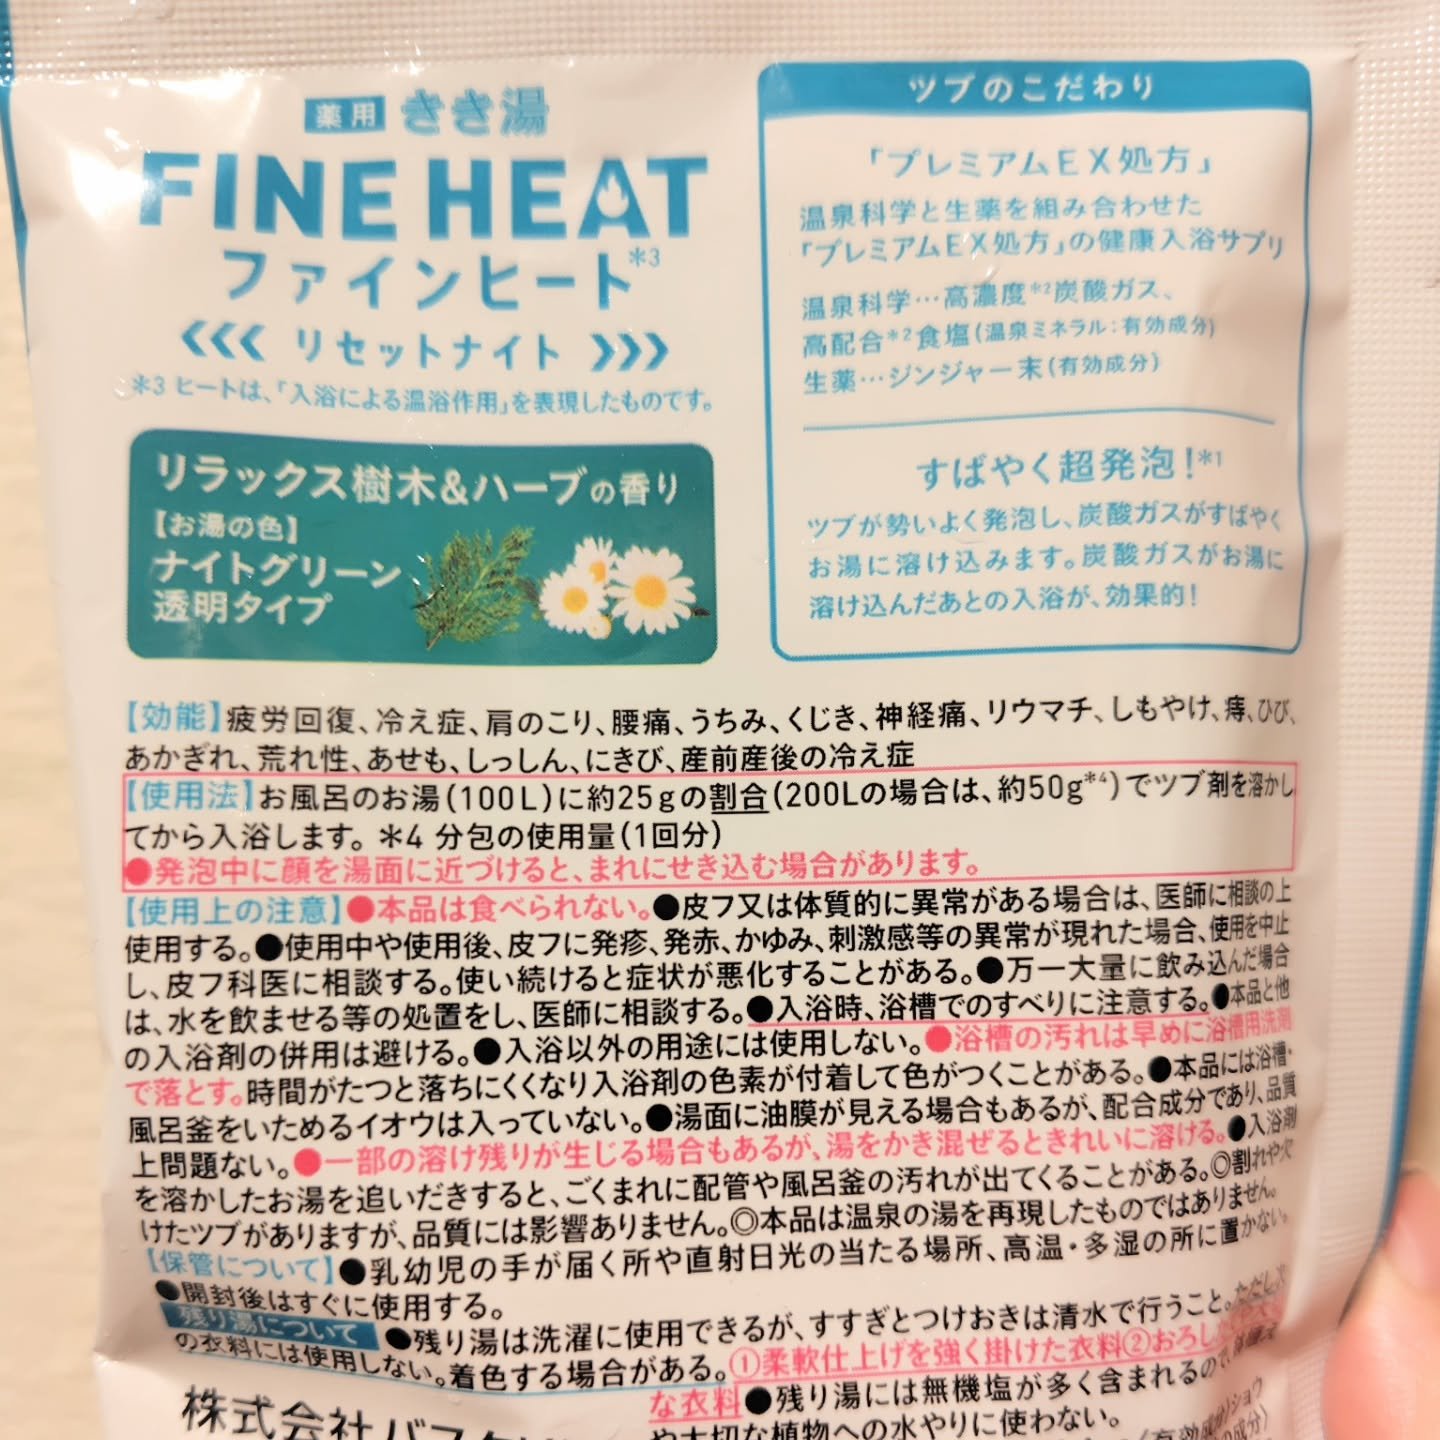 薬用 きき湯
FINE HEAT
ファインヒート*3
《《《 リセットナイト 》》》
*3 ヒートは、「入浴による温浴作用」を表現したものです。
リラックス樹木&ハーブの香り
【お湯の色】
ナイトグリーン
透明タイプ
ツブのこだわり
「プレミアムEX処方」
温泉科学と生薬を組み合わせた
「プレミアムEX処方」の健康入浴サプリ
温泉科学…高濃度*2炭酸ガス、
高配合*2食塩(温泉ミネラル:有効成分)
生薬…ジンジャー末(有効成分)
すばやく超発泡!*1
ツブが勢いよく発泡し、炭酸ガスがすばやく
お湯に溶け込みます。炭酸ガスがお湯に
溶け込んだあとの入浴が、効果的!
【効能】疲労回復、冷え症、肩のこり、腰痛、うちみ、くじき、神経痛、リウマチ、しもやけ、痔、ひび、
あかぎれ、荒れ性、あせも、しっしん、にきび、産前産後の冷え症
【使用法】お風呂のお湯(100L)に約25gの割合(200Lの場合は、約50g*4)でツブ剤を溶かし
てから入浴します。*4 分包の使用量(1回分)
●発泡中に顔を湯面に近づけると、まれにせき込む場合があります。
【使用上の注意】●本品は食べられない。●皮フ又は体質的に異常がある場合は、医師に相談の上
使用する。●使用中や使用後、皮フに発疹、発赤、かゆみ、刺激感等の異常が現れた場合、使用を中止
し、皮フ科医に相談する。使い続けると症状が悪化することがある。●万一大量に飲み込んだ場合
は、水を飲ませる等の処置をし、医師に相談する。●入浴時、浴槽でのすべりに注意する。●本品と他
の入浴剤の併用は避ける。●入浴以外の用途には使用しない。●浴槽の汚れは早めに浴槽用洗剤
で落とす。時間がたつと落ちにくくなり入浴剤の色素が付着して色がつくことがある。●本品には浴槽・
風呂釜をいためるイオウは入っていない。●湯面に油膜が見える場合もあるが、配合成分であり、品質
上問題ない。●一部の溶け残りが生じる場合もあるが、湯をかき混ぜるときれいに溶ける。●入浴剤
を溶かしたお湯を追いだきすると、ごくまれに配管や風呂釜の汚れが出てくることがある。◎割れや欠
けたツブがありますが、品質には影響ありません。◎本品は温泉の湯を再現したものではありません。
【保管について】●乳幼児の手が届く所や直射日光の当たる場所、高温・多湿の所に置かない。
●開封後はすぐに使用する。
残り湯について ●残り湯は洗濯に使用できるが、すすぎとつけおきは清水で行うこと。ただし
の衣料には使用しない。着色する場合がある。①柔軟仕上げを強く掛けた衣料②おろし
な衣料●残り湯には無機塩が多く含まれるので、
や大切な植物への水やりに使わない。
株式会社バスクリン